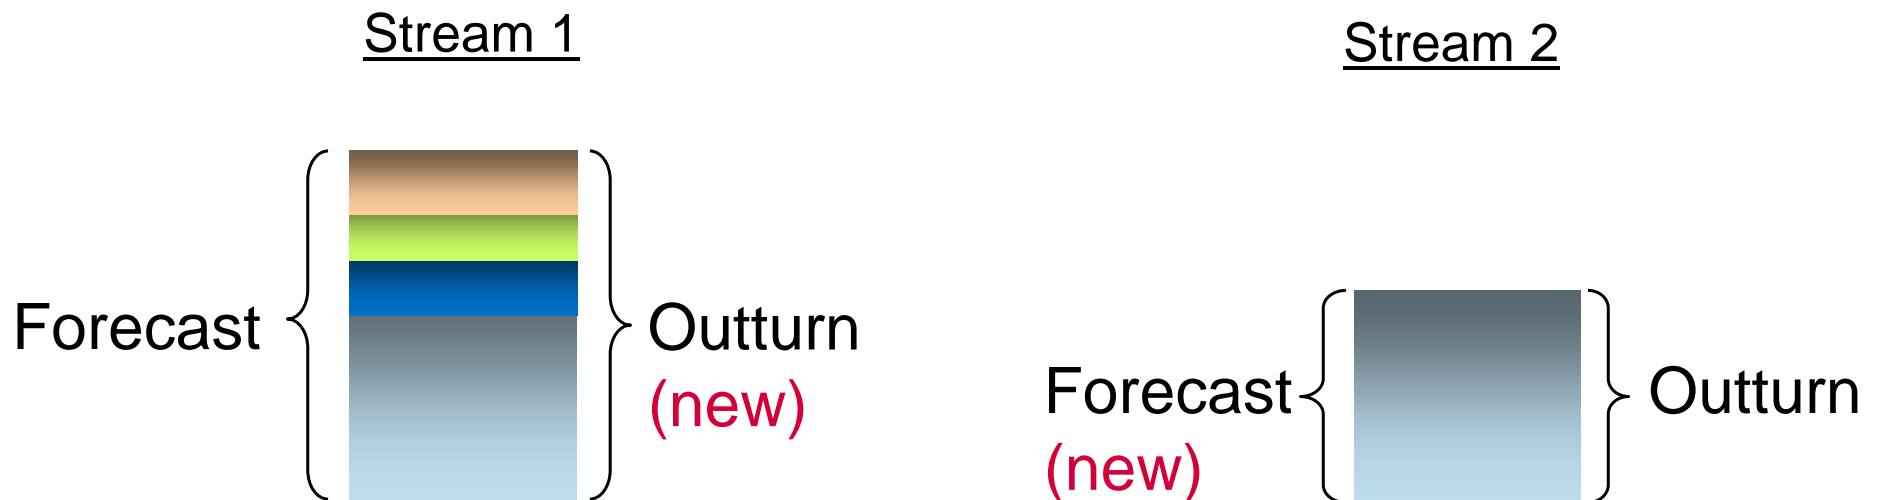 Stream 1
Stream 2
Forecast
Outturn
(new)
Forecast
(new)
Outturn